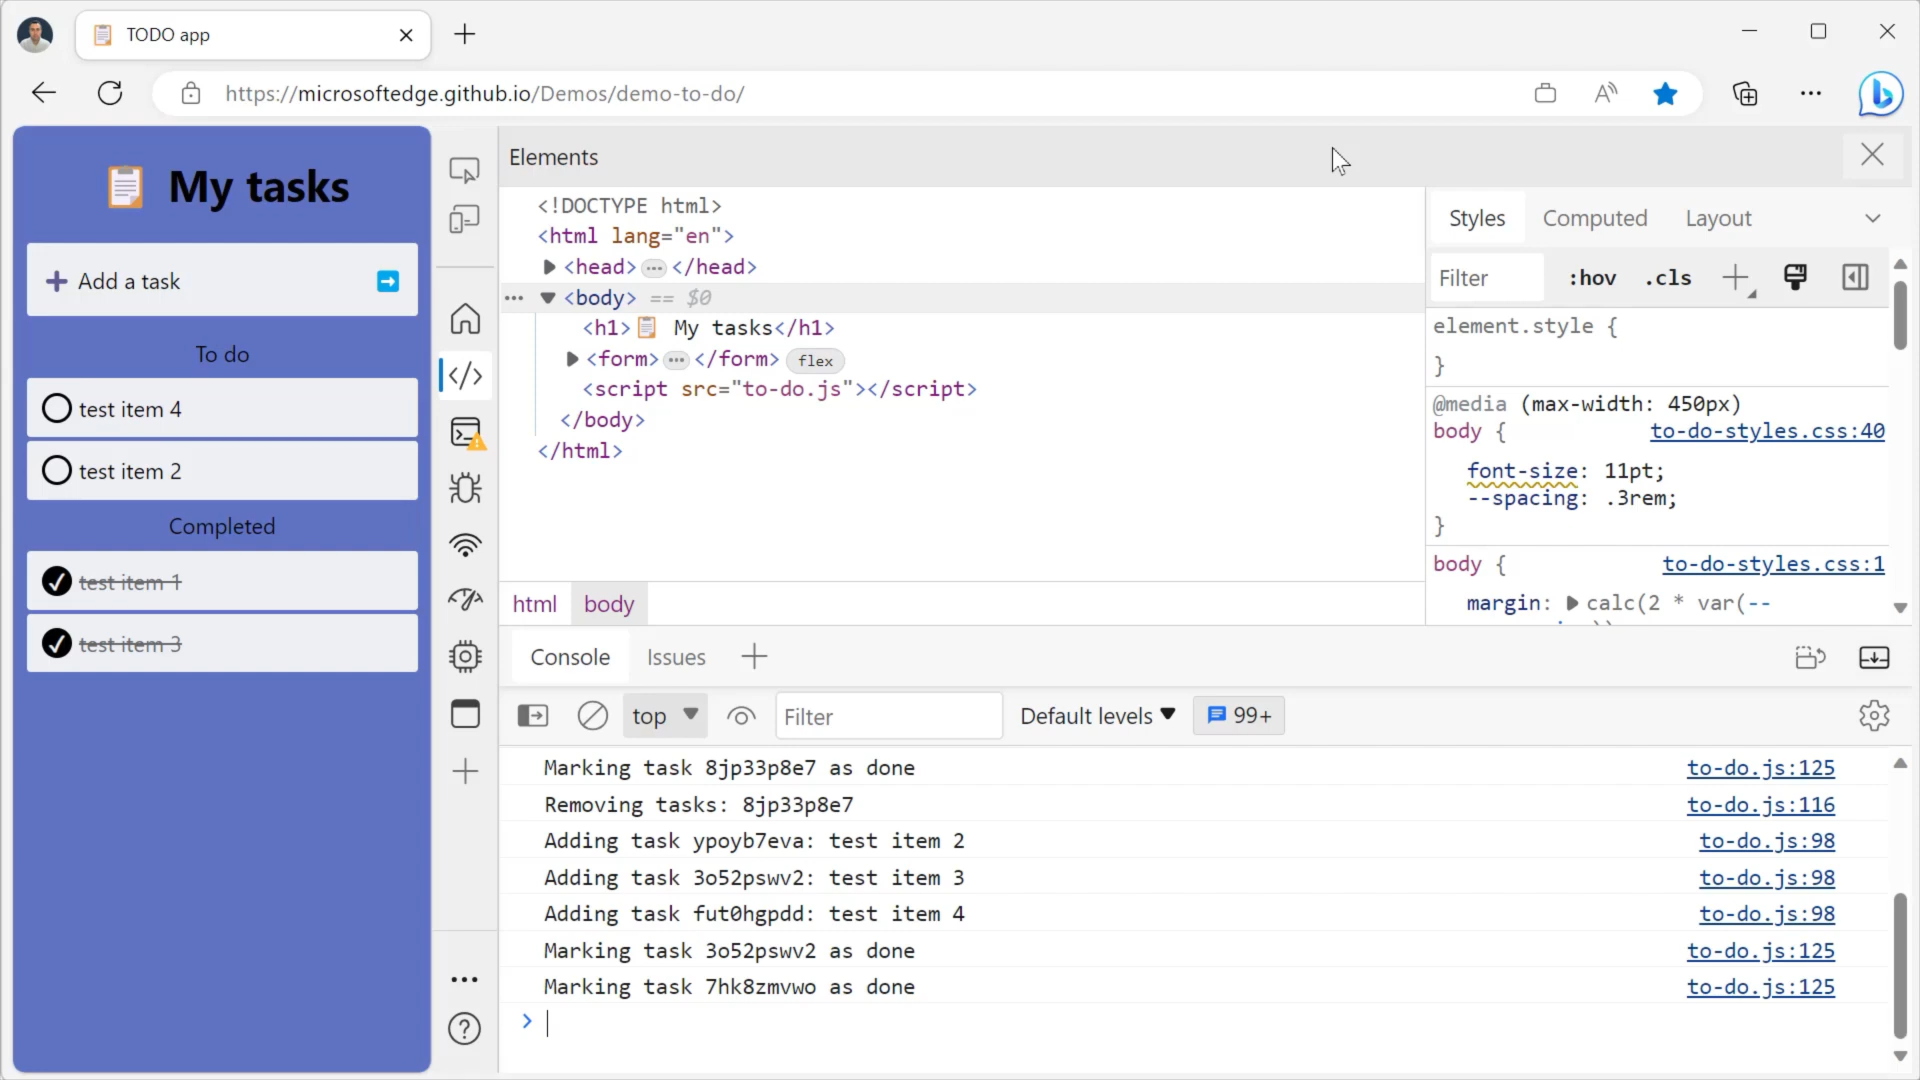 TODO app
https://microsoftedge.github.io/Demos/demo-to-do/
My tasks
Add a task
To do
test item 4
test item 2
Completed
test item 1
test item 3
Elements
<!DOCTYPE html>
<html lang="en">
<head> ··· </head>
··· <body> == $0
<h1>📋 My tasks</h1>
<form> ··· </form> flex
<script src="to-do.js"></script>
</body>
</html>
html body
Styles Computed Layout
Filter :hov .cls
element.style {
}
@media (max-width: 450px)
body { to-do-styles.css:40
font-size: 11pt;
--spacing: .3rem;
}
body { to-do-styles.css:1
margin: calc(2 * var(--
Console Issues
top Filter Default levels 99+
Marking task 8jp33p8e7 as done to-do.js:125
Removing tasks: 8jp33p8e7 to-do.js:116
Adding task ypoyb7eva: test item 2 to-do.js:98
Adding task 3o52pswv2: test item 3 to-do.js:98
Adding task fut0hgpdd: test item 4 to-do.js:98
Marking task 3o52pswv2 as done to-do.js:125
Marking task 7hk8zmvwo as done to-do.js:125
>